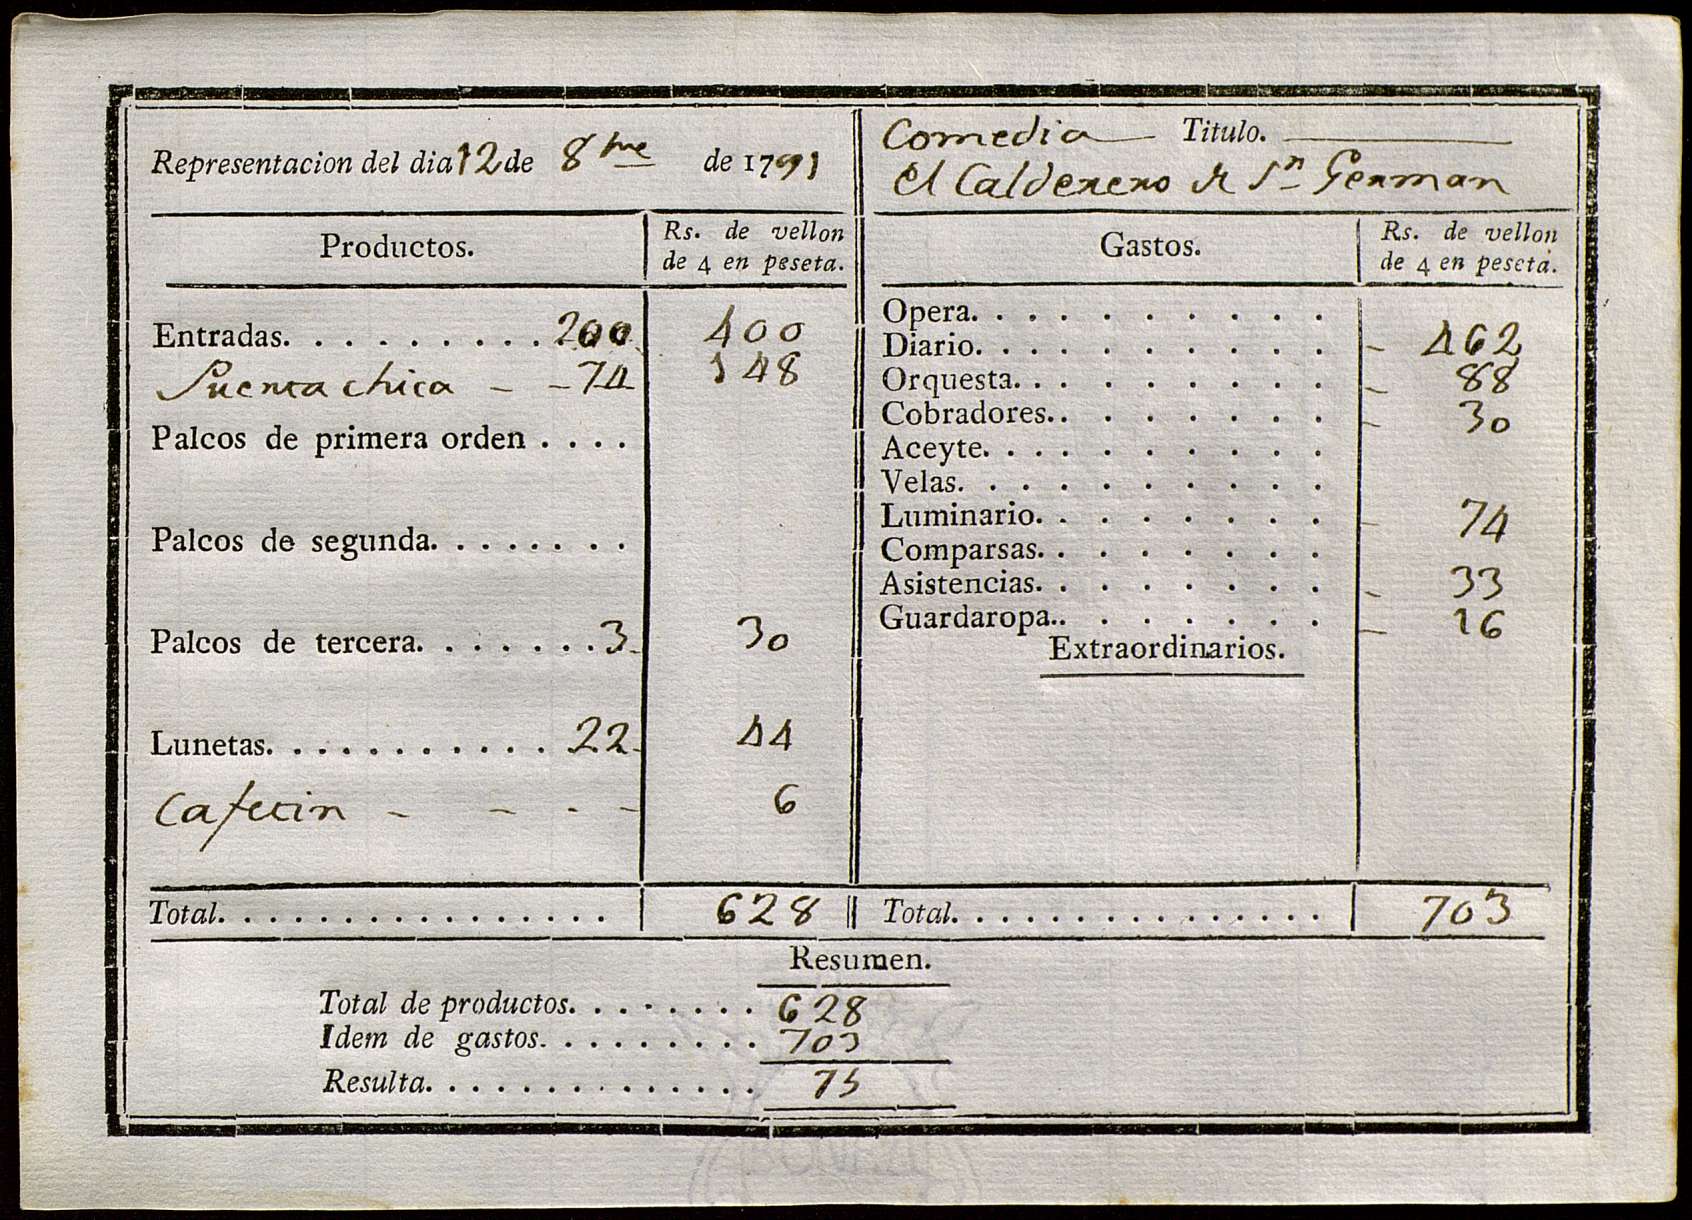 Representacion del dia 12 de 8bre de 1791
Comedia Titulo.
el Calderero de Sn German
Productos. Rs. de vellon
de 4 en peseta.
Entradas. . . . . . . . . . 200. 400
Puerta chica - - 74 148
Palcos de primera orden . . . .
Palcos de segunda. . . . . . . .
Palcos de tercera. . . . . . . 3. 30
Lunetas. . . . . . . . . . . 22. 44
Cafetin - - - - 6
Total. . . . . . . . . . . . . . . . 628
Gastos. Rs. de vellon
de 4 en peseta.
Opera. . . . . . . . . .
Diario. . . . . . . . . . - 462
Orquesta. . . . . . . . . - 88
Cobradores. . . . . . . . - 30
Aceyte. . . . . . . . . .
Velas. . . . . . . . . .
Luminario. . . . . . . . - 74
Comparsas. . . . . . . .
Asistencias. . . . . . . . - 33
Guardaropa. . . . . . . . - 16
Extraordinarios.
Total. . . . . . . . . . . . . . . 703
Resumen.
Total de productos. . . . . . . . 628
Idem de gastos. . . . . . . . . 703
Resulta. . . . . . . . . . . . . . 75